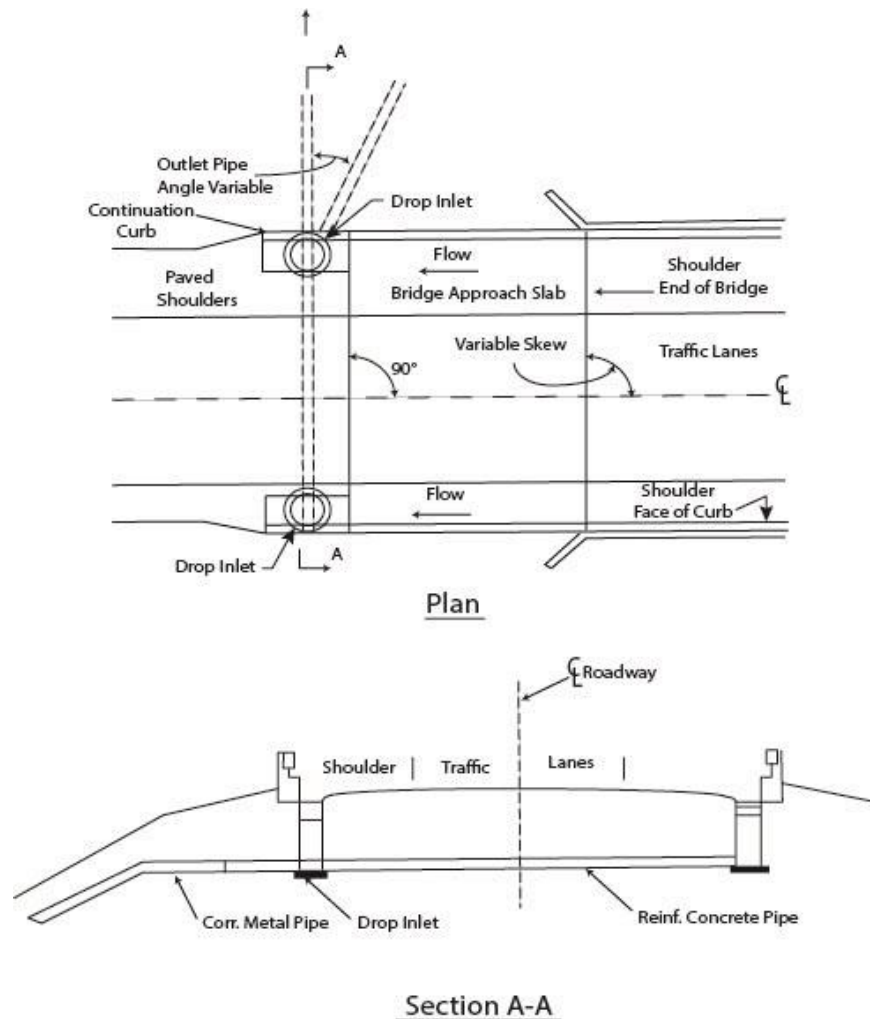 A
Outlet Pipe
Angle Variable
Continuation
Curb
Drop Inlet
Flow
Shoulder
End of Bridge
Paved
Shoulders
Bridge Approach Slab
Variable Skew
Traffic Lanes
90°
CL
Flow
Shoulder
Face of Curb
A
Drop Inlet
Plan
CL Roadway
Shoulder | Traffic Lanes |
Corr. Metal Pipe
Drop Inlet
Reinf. Concrete Pipe
Section A-A